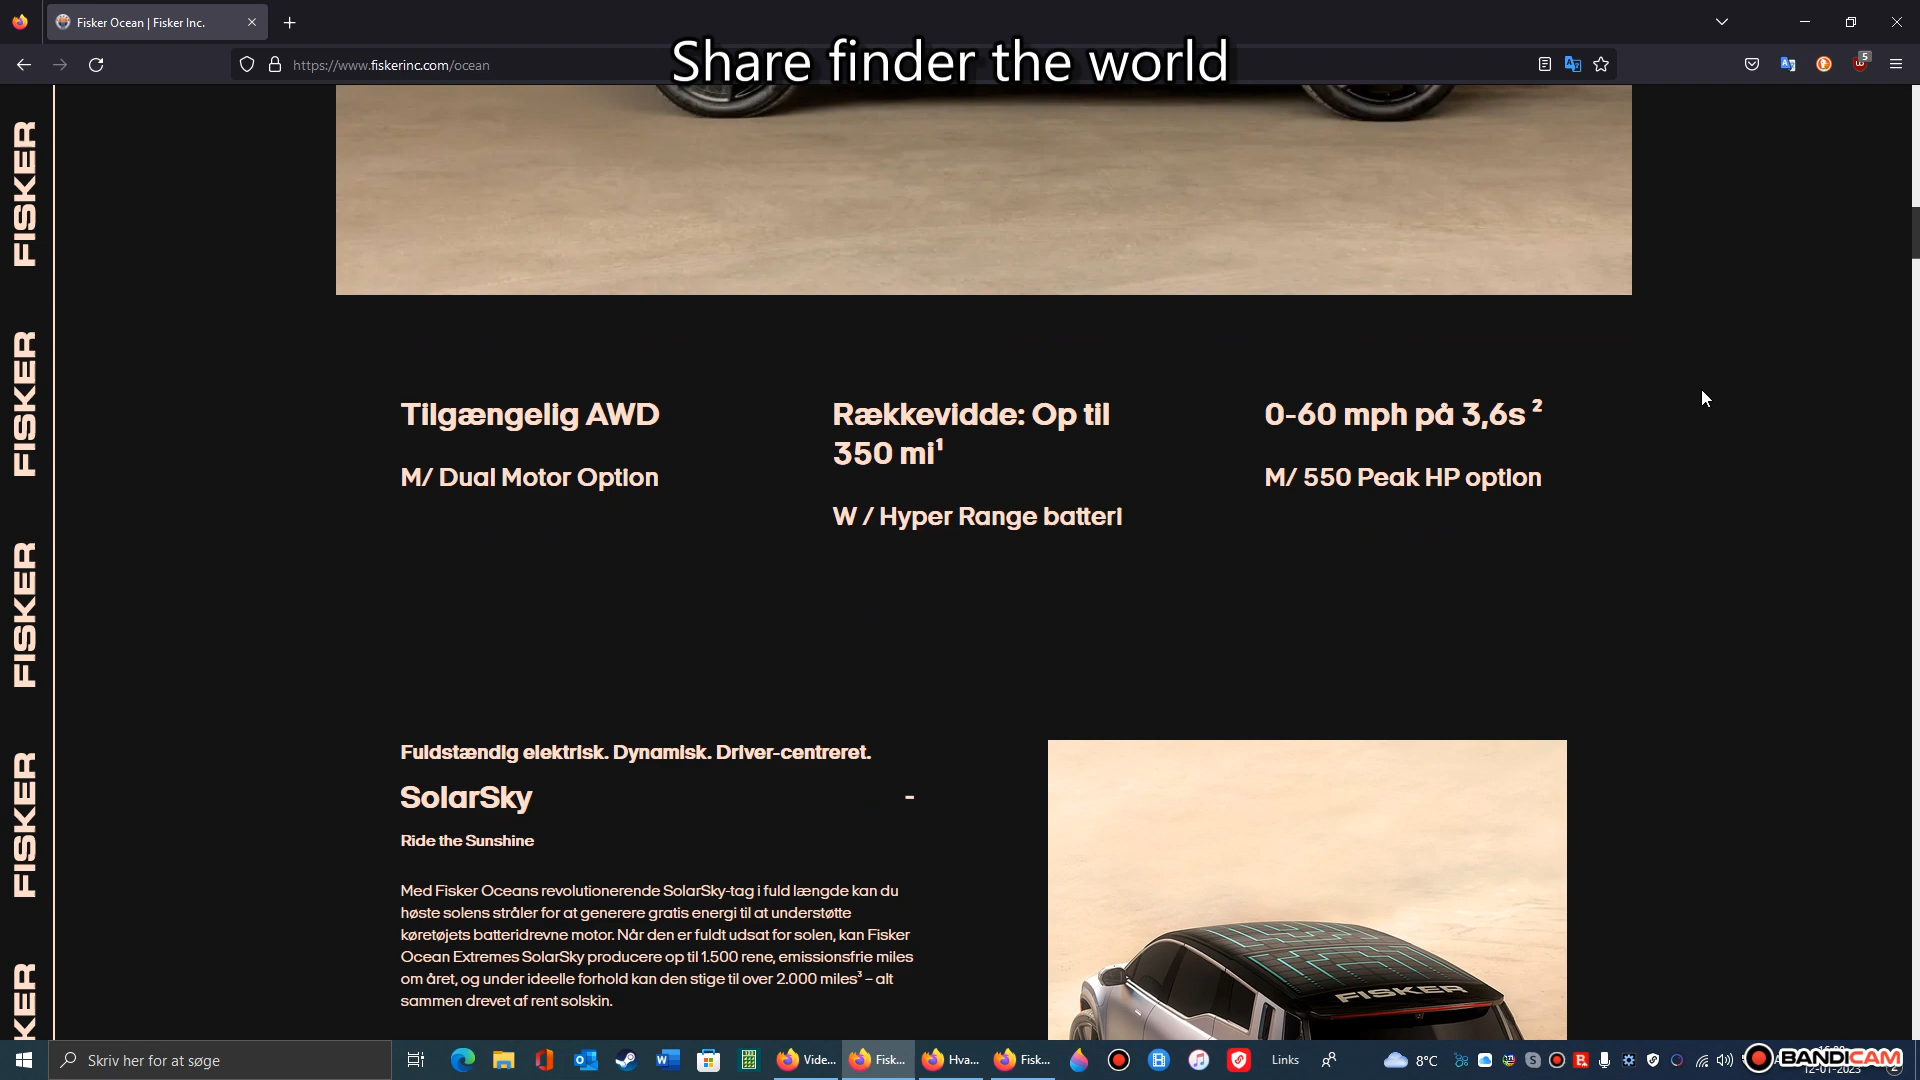 Fisker Ocean | Fisker Inc.
Share finder the world
https://www.fiskerinc.com/ocean
5
FISKER
FISKER
FISKER
FISKER
KER
Tilgængelig AWD
M/ Dual Motor Option
Rækkevidde: Op til
350 mi¹
W / Hyper Range batteri
0-60 mph på 3,6s ²
M/ 550 Peak HP option
Fuldstændig elektrisk. Dynamisk. Driver-centreret.
SolarSky -
Ride the Sunshine
Med Fisker Oceans revolutionerende SolarSky-tag i fuld længde kan du
høste solens stråler for at generere gratis energi til at understøtte
køretøjets batteridrevne motor. Når den er fuldt udsat for solen, kan Fisker
Ocean Extremes SolarSky producere op til 1.500 rene, emissionsfrie miles
om året, og under ideelle forhold kan den stige til over 2.000 miles³ – alt
sammen drevet af rent solskin.
FISKER
Skriv her for at søge
Vide...
Fisk...
Hva...
Fisk...
Links
8°C
BANDICAM
12-01-2023